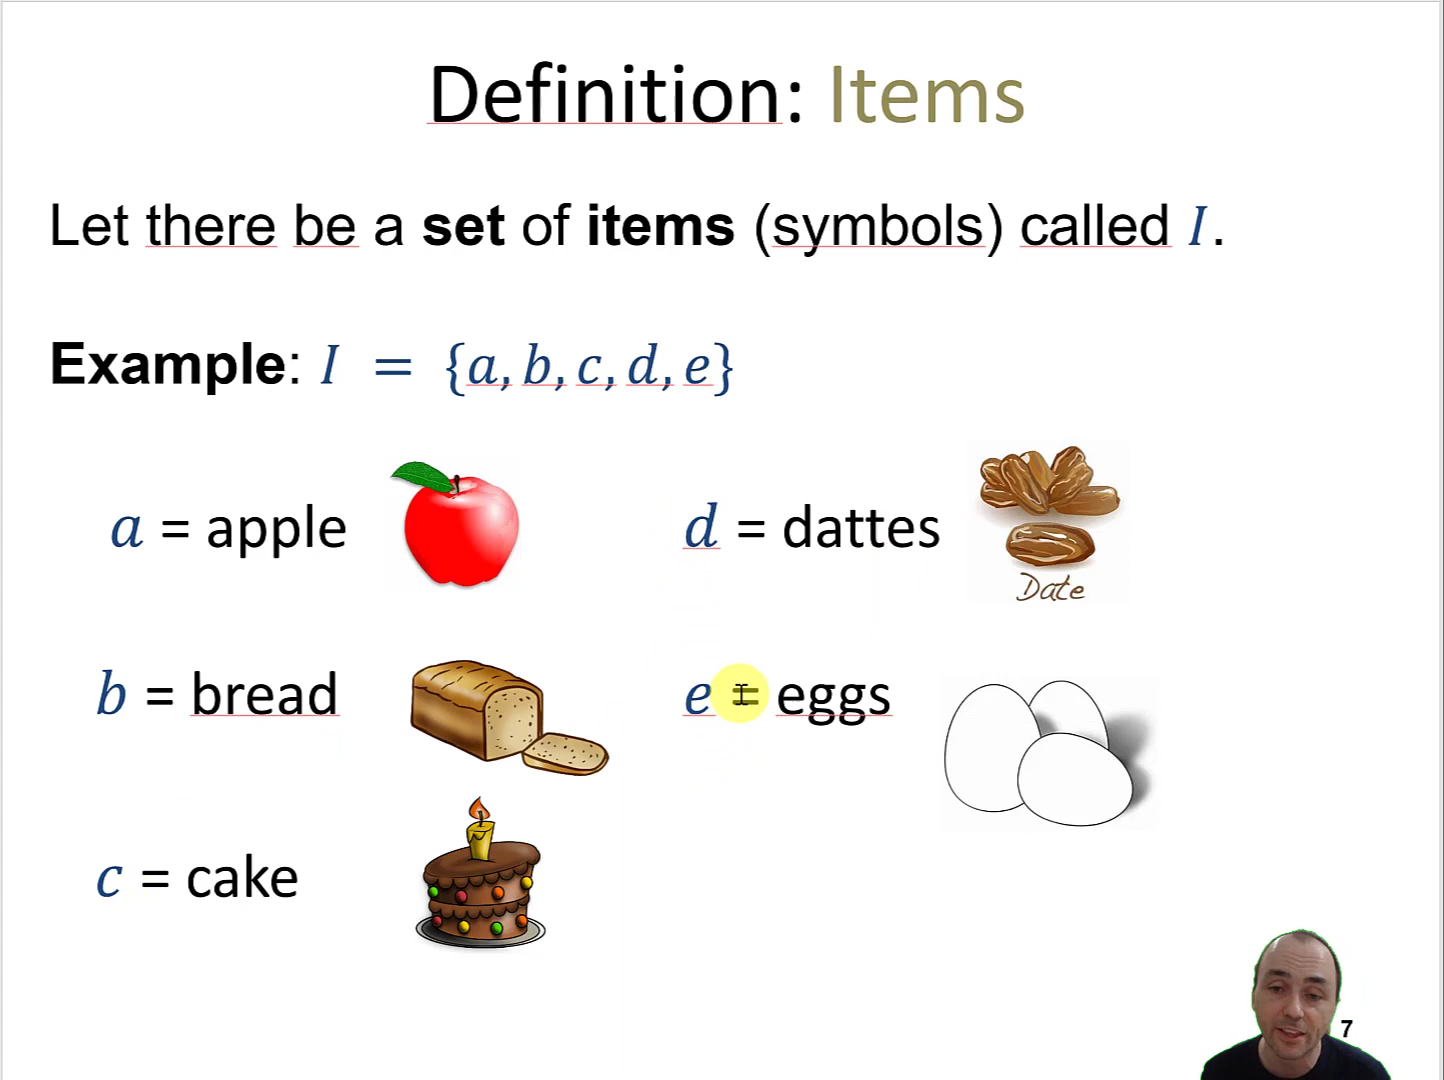 Definition: Items
Let there be a set of items (symbols) called I.
Example: I = {a, b, c, d, e}
a = apple
d = dattes
Date
b = bread
e = eggs
c = cake
7